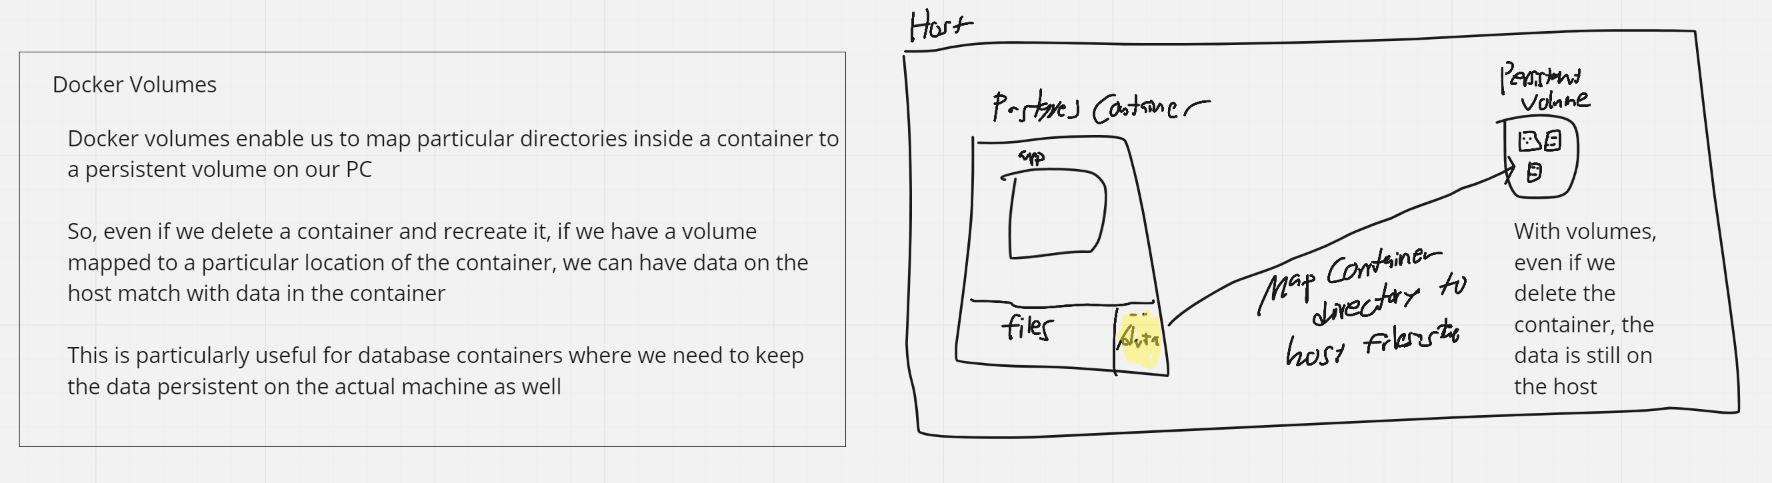 Docker Volumes
Docker volumes enable us to map particular directories inside a container to
a persistent volume on our PC
So, even if we delete a container and recreate it, if we have a volume
mapped to a particular location of the container, we can have data on the
host match with data in the container
This is particularly useful for database containers where we need to keep
the data persistent on the actual machine as well
Host
Postgres Container
app
files
data
Map Container
directory to
host
Persistent
volume
With volumes,
even if we
delete the
container, the
data is still on
the host